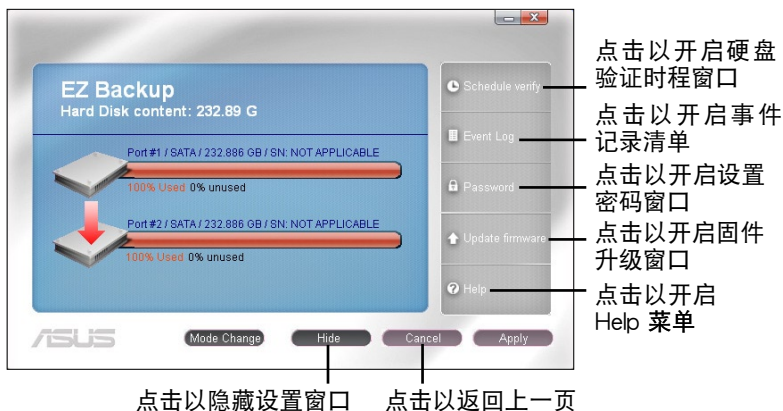 EZ Backup
Hard Disk content: 232.89 G
Port #1 / SATA / 232.886 GB / SN: NOT APPLICABLE
100% Used 0% unused
Port #2 / SATA / 232.886 GB / SN: NOT APPLICABLE
100% Used 0% unused
Schedule verify
Event Log
Password
Update firmware
Help
ASUS
Mode Change
Hide
Cancel
Apply
点击以开启硬盘
验证时程窗口
点击以开启事件
记录清单
点击以开启设置
密码窗口
点击以开启固件
升级窗口
点击以开启
Help 菜单
点击以隐藏设置窗口
点击以返回上一页